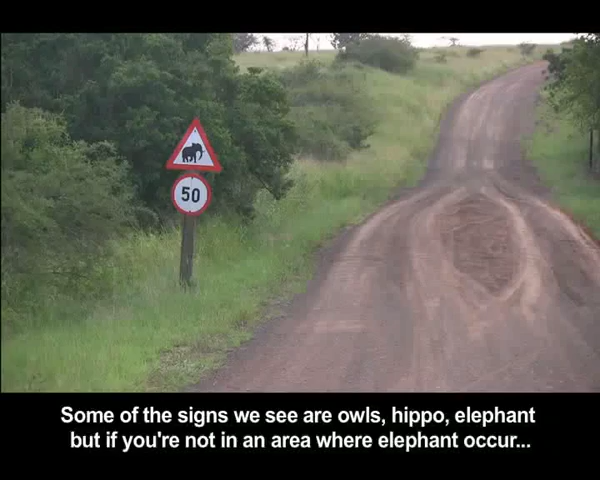 50
Some of the signs we see are owls, hippo, elephant
but if you're not in an area where elephant occur...